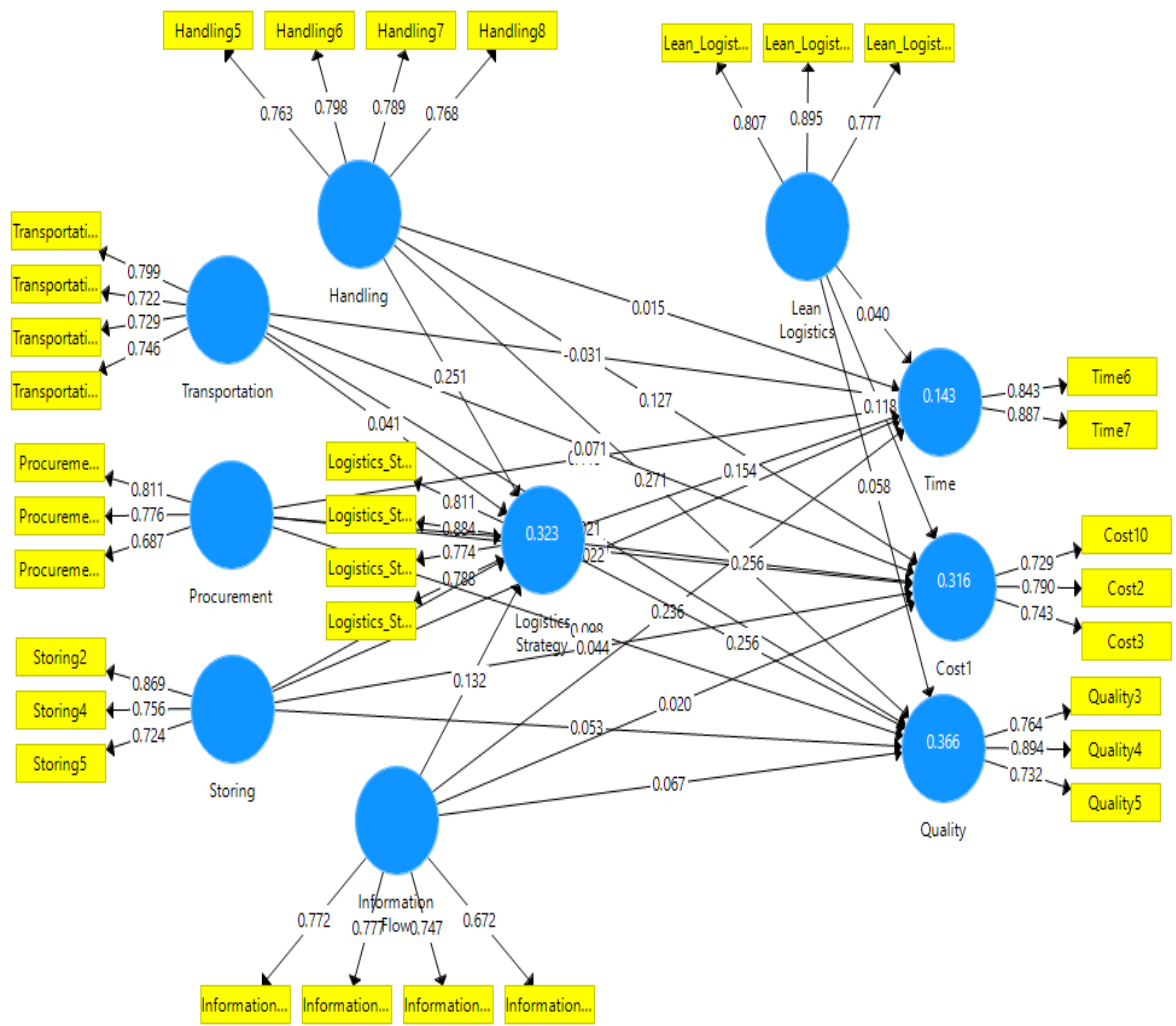 Handling5
Handling6
Handling7
Handling8
Lean_Logist...
Lean_Logist...
Lean_Logist...
0.763
0.798
0.789
0.768
0.807
0.895
0.777
Transportati...
Transportati...
Transportati...
Transportati...
0.799
0.722
0.729
0.746
Transportation
Handling
Lean
Logistics
0.015
0.040
-0.031
0.251
0.127
0.118
0.041
0.143
Time
0.843
0.887
Time6
Time7
Procureme...
Procureme...
Procureme...
0.811
0.776
0.687
Procurement
Logistics_St...
Logistics_St...
Logistics_St...
Logistics_St...
0.811
0.884
0.774
0.788
0.071
0.271
0.154
0.058
0.323
Logistics
Strategy
0.256
0.236
0.316
Cost1
0.729
0.790
0.743
Cost10
Cost2
Cost3
Storing2
Storing4
Storing5
0.869
0.756
0.724
Storing
0.098
0.044
0.256
0.132
0.020
0.053
0.067
0.366
Quality
0.764
0.894
0.732
Quality3
Quality4
Quality5
Information
Flow
0.772
0.777
0.747
0.672
Information...
Information...
Information...
Information...